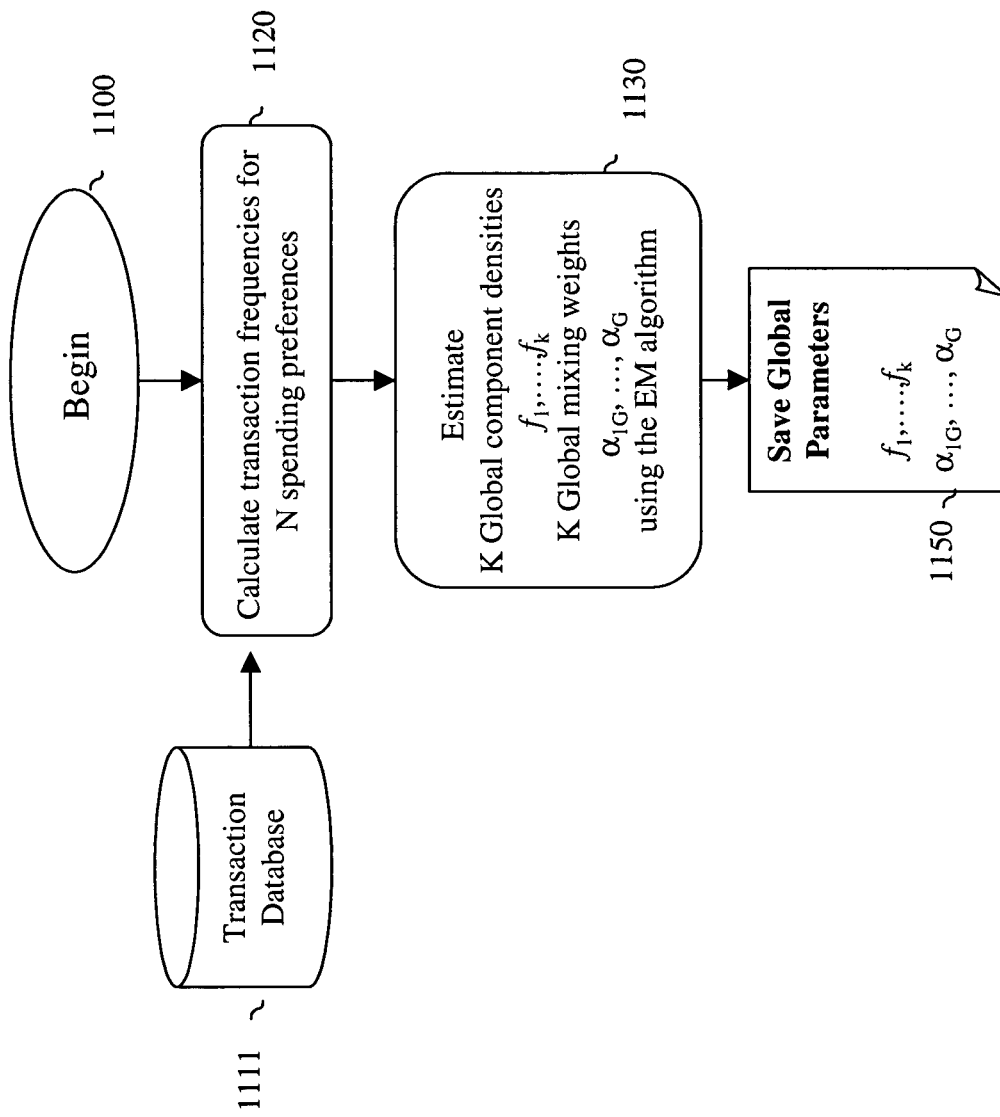 Begin
1100
Transaction
Database
1111
Calculate transaction frequencies for
N spending preferences
1120
Estimate
K Global component densities
f₁,….fₖ
K Global mixing weights
α₁G, …, αG
using the EM algorithm
1130
Save Global
Parameters
f₁,….fₖ
α₁G, …, αG
1150